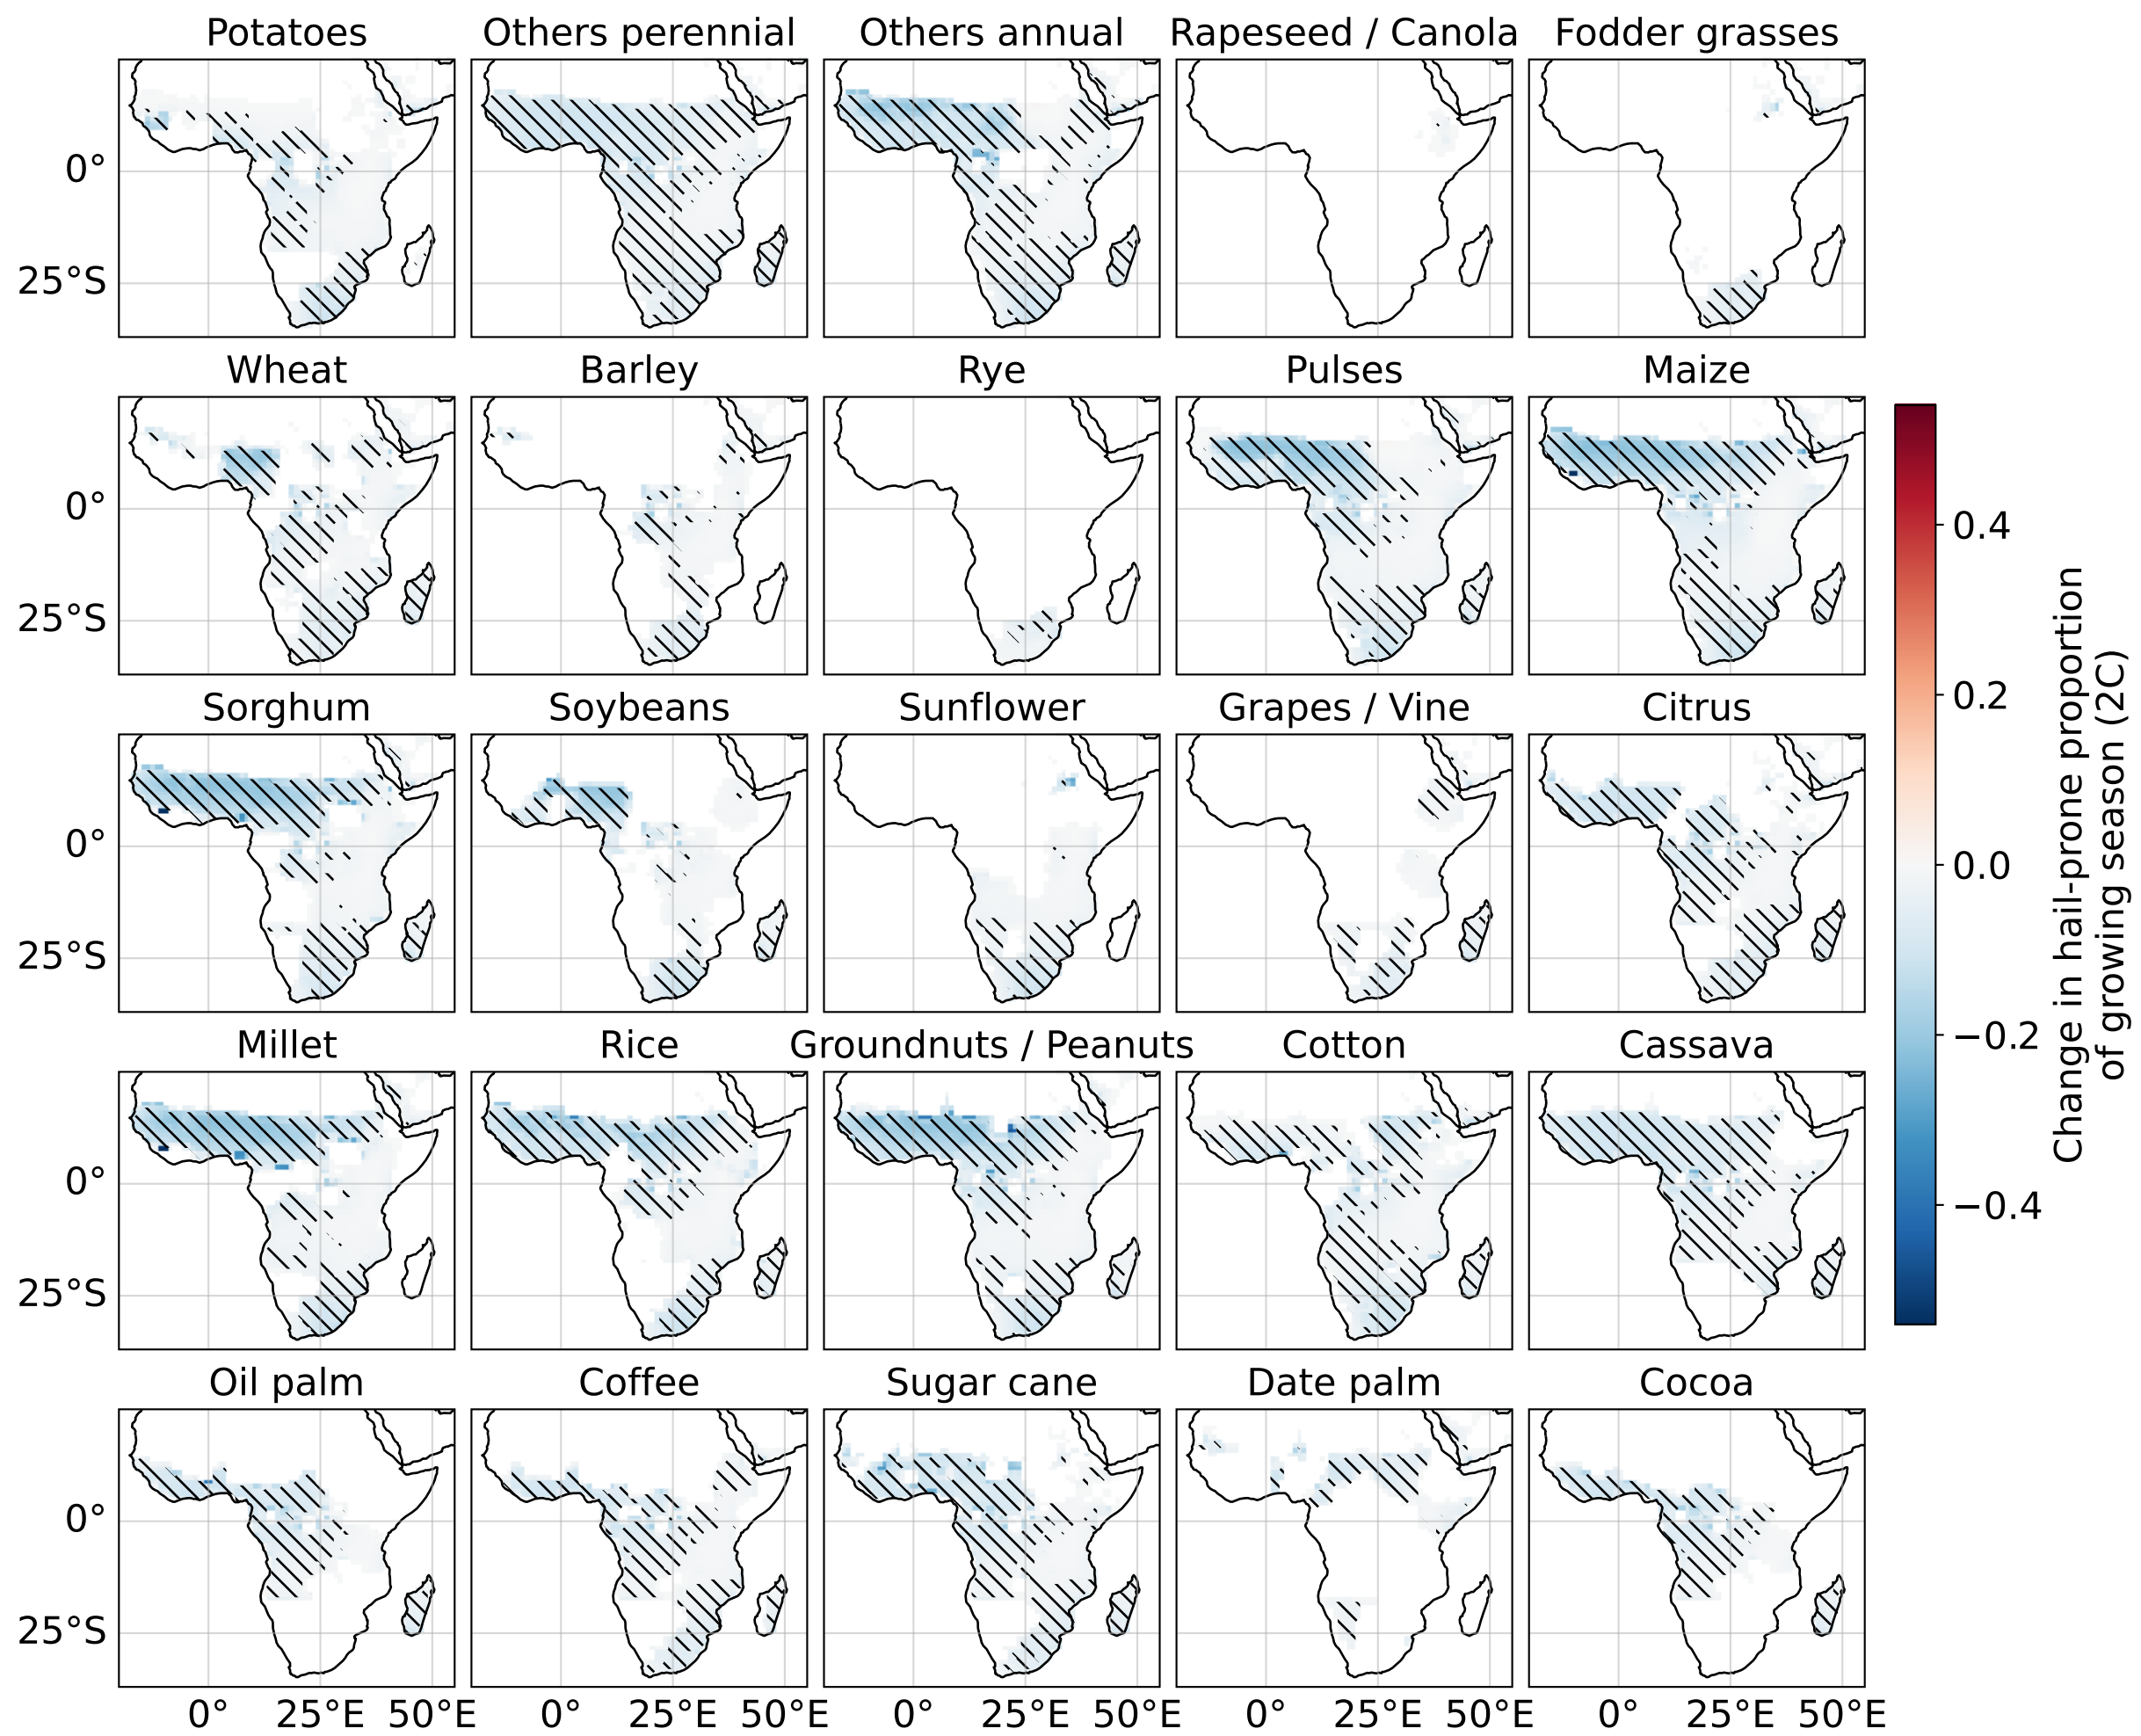 Potatoes
Others perennial
Others annual
Rapeseed / Canola
Fodder grasses
0°
25°S
Wheat
Barley
Rye
Pulses
Maize
0°
25°S
Sorghum
Soybeans
Sunflower
Grapes / Vine
Citrus
0°
25°S
Millet
Rice
Groundnuts / Peanuts
Cotton
Cassava
0°
25°S
Oil palm
Coffee
Sugar cane
Date palm
Cocoa
0°
25°S
0° 25°E 50°E
0° 25°E 50°E
0° 25°E 50°E
0° 25°E 50°E
0° 25°E 50°E
0.4
0.2
0.0
−0.2
−0.4
Change in hail-prone proportion
of growing season (2C)